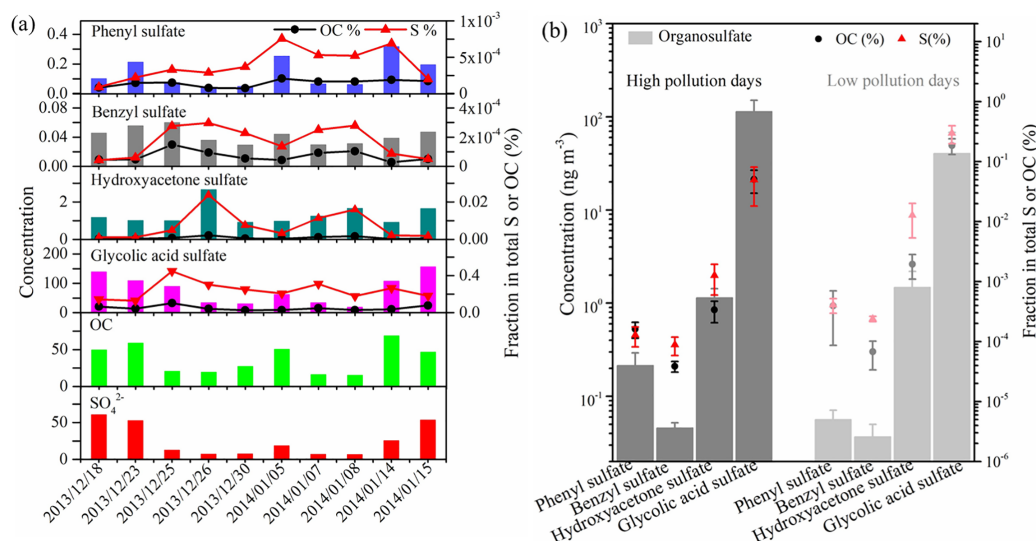 (a)
Concentration
Phenyl sulfate
OC %
S %
0.4
0.2
0.0
1x10⁻³
5x10⁻⁴
0
Benzyl sulfate
0.08
0.04
0.00
4x10⁻⁴
2x10⁻⁴
0
Hydroxyacetone sulfate
2
0
0.02
0.00
Glycolic acid sulfate
200
100
0
0.4
0.0
OC
50
0
SO₄²⁻
50
0
Fraction in total S or OC (%)
2013/12/18
2013/12/23
2013/12/25
2013/12/26
2013/12/30
2014/01/05
2014/01/07
2014/01/08
2014/01/14
2014/01/15
(b)
Concentration (ng m⁻³)
10³
10²
10¹
10⁰
10⁻¹
Organosulfate
OC (%)
S(%)
High pollution days
Low pollution days
10¹
10⁰
10⁻¹
10⁻²
10⁻³
10⁻⁴
10⁻⁵
10⁻⁶
Fraction in total S or OC (%)
Phenyl sulfate
Benzyl sulfate
Hydroxyacetone sulfate
Glycolic acid sulfate
Phenyl sulfate
Benzyl sulfate
Hydroxyacetone sulfate
Glycolic acid sulfate